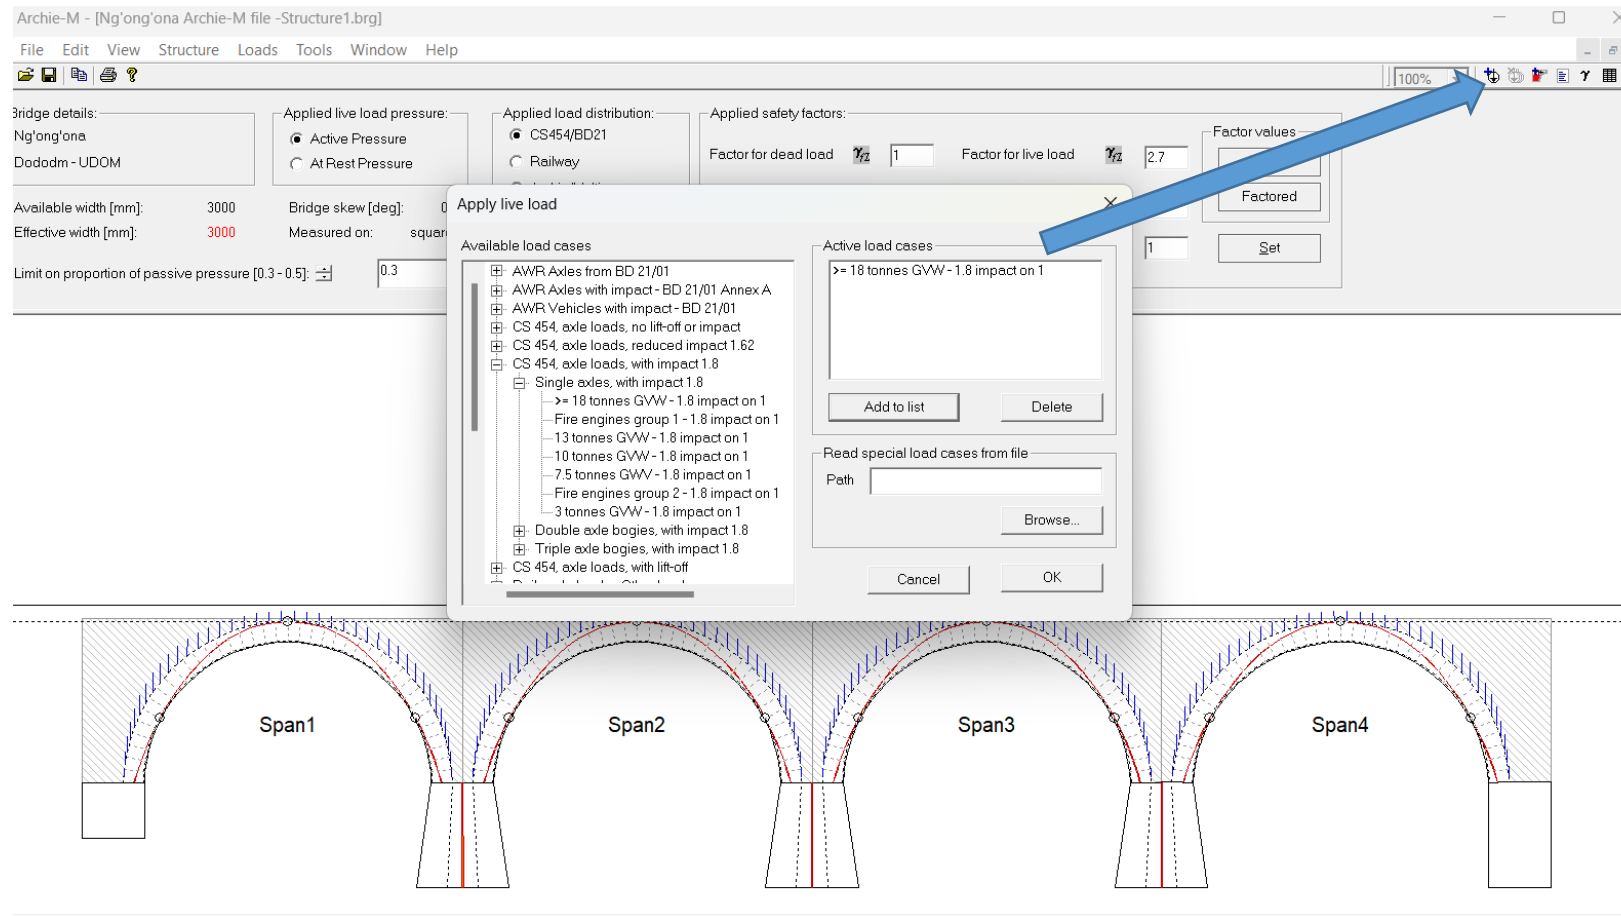 Archie-M - [Ng'ong'ona Archie-M file -Structure1.brg]
File Edit View Structure Loads Tools Window Help
100%
Bridge details:
Ng'ong'ona
Dododm - UDOM
Applied live load pressure:
Active Pressure
At Rest Pressure
Applied load distribution:
CS454/BD21
Railway
Applied safety factors:
Factor for dead load γfZ 1
Factor for live load γfZ 2.7
Factor values
Factored
1
Set
Available width [mm]: 3000
Effective width [mm]: 3000
Bridge skew [deg]: 0
Measured on: squar
Limit on proportion of passive pressure [0.3 - 0.5]: 0.3
Apply live load
Available load cases
AWR Axles from BD 21/01
AWR Axles with impact - BD 21/01 Annex A
AWR Vehicles with impact - BD 21/01
CS 454, axle loads, no lift-off or impact
CS 454, axle loads, reduced impact 1.62
CS 454, axle loads, with impact 1.8
Single axles, with impact 1.8
>= 18 tonnes GVW - 1.8 impact on 1
Fire engines group 1 - 1.8 impact on 1
13 tonnes GVW - 1.8 impact on 1
10 tonnes GVW - 1.8 impact on 1
7.5 tonnes GWV - 1.8 impact on 1
Fire engines group 2 - 1.8 impact on 1
3 tonnes GVW - 1.8 impact on 1
Double axle bogies, with impact 1.8
Triple axle bogies, with impact 1.8
CS 454, axle loads, with lift-off
Active load cases
>= 18 tonnes GVW - 1.8 impact on 1
Add to list
Delete
Read special load cases from file
Path
Browse...
Cancel
OK
Span1
Span2
Span3
Span4